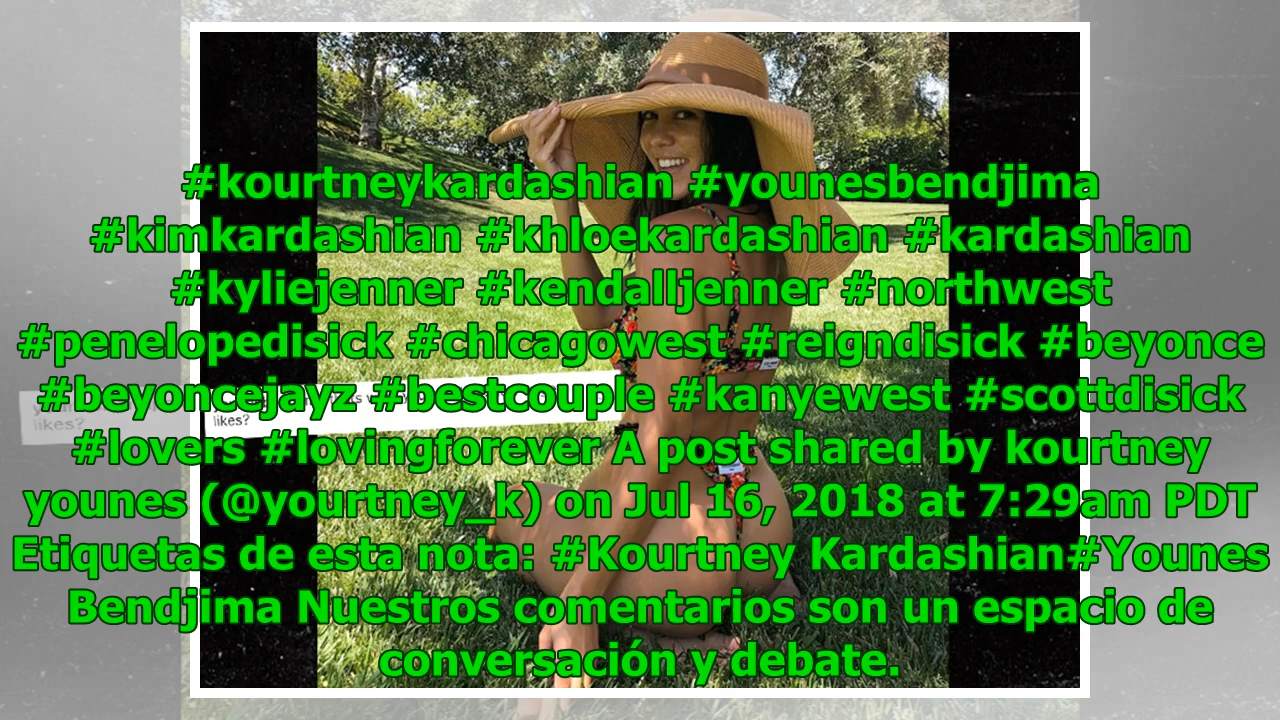 #kourtneykardashian #younesbendjima
#kimkardashian #khloekardashian #kardashian
#kyliejenner #kendalljenner #northwest
#penelopedisick #chicagowest #reigndisick #beyonce
#beyoncejayz #bestcouple #kanyewest #scottdisick
likes?
likes?
#lovers #lovingforever A post shared by kourtney
younes (@yourtney_k) on Jul 16, 2018 at 7:29am PDT
Etiquetas de esta nota: #Kourtney Kardashian#Younes
Bendjima Nuestros comentarios son un espacio de
conversación y debate.